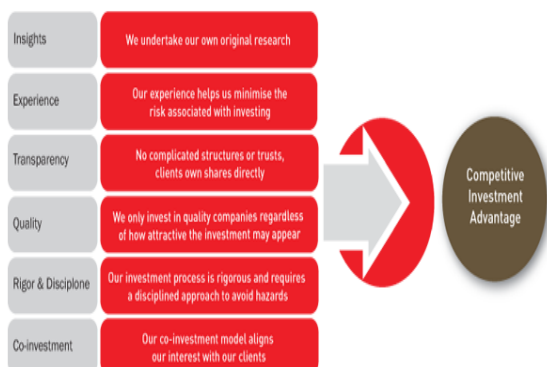 Insights
We undertake our own original research
Experience
Our experience helps us minimise the
risk associated with investing
Transparency
No complicated structures or trusts,
clients own shares directly
Quality
We only invest in quality companies regardless
of how attractive the investment may appear
Rigor & Disciplone
Our investment process is rigorous and requires
a disciplined approach to avoid hazards
Co-investment
Our co-investment model aligns
our interest with our clients
Competitive
Investment
Advantage